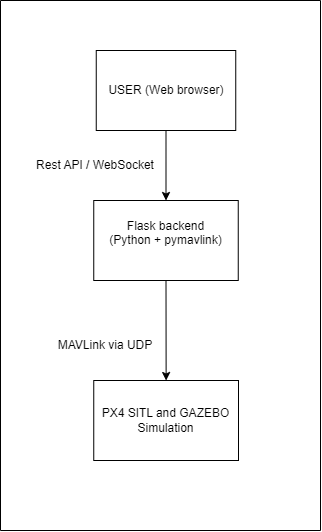 USER (Web browser)
Rest API / WebSocket
Flask backend
(Python + pymavlink)
MAVLink via UDP
PX4 SITL and GAZEBO
Simulation